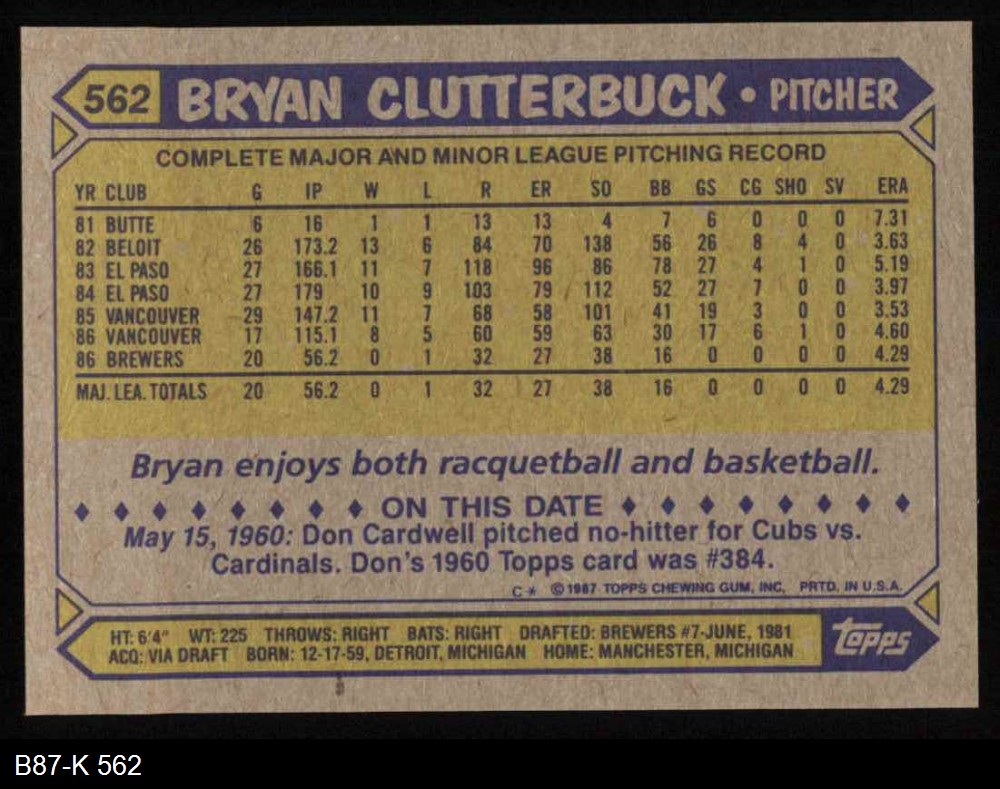 562 BRYAN CLUTTERBUCK • PITCHER
COMPLETE MAJOR AND MINOR LEAGUE PITCHING RECORD
YR CLUB G IP W L R ER SO BB GS CG SHO SV ERA
81 BUTTE 6 16 1 1 13 13 4 7 6 0 0 0 7.31
82 BELOIT 26 173.2 13 6 84 70 138 56 26 8 4 0 3.63
83 EL PASO 27 166.1 11 7 118 96 86 78 27 4 1 0 5.19
84 EL PASO 27 179 10 9 103 79 112 52 27 7 0 0 3.97
85 VANCOUVER 29 147.2 11 7 68 58 101 41 19 3 0 0 3.53
86 VANCOUVER 17 115.1 8 5 60 59 63 30 17 6 1 0 4.60
86 BREWERS 20 56.2 0 1 32 27 38 16 0 0 0 0 4.29
MAJ. LEA. TOTALS 20 56.2 0 1 32 27 38 16 0 0 0 0 4.29
Bryan enjoys both racquetball and basketball.
ON THIS DATE
May 15, 1960: Don Cardwell pitched no-hitter for Cubs vs.
Cardinals. Don's 1960 Topps card was #384.
C* ©1987 TOPPS CHEWING GUM, INC. PRTD. IN U.S.A.
HT: 6'4" WT: 225 THROWS: RIGHT BATS: RIGHT DRAFTED: BREWERS #7-JUNE, 1981
ACQ: VIA DRAFT BORN: 12-17-59, DETROIT, MICHIGAN HOME: MANCHESTER, MICHIGAN
Topps
B87-K 562